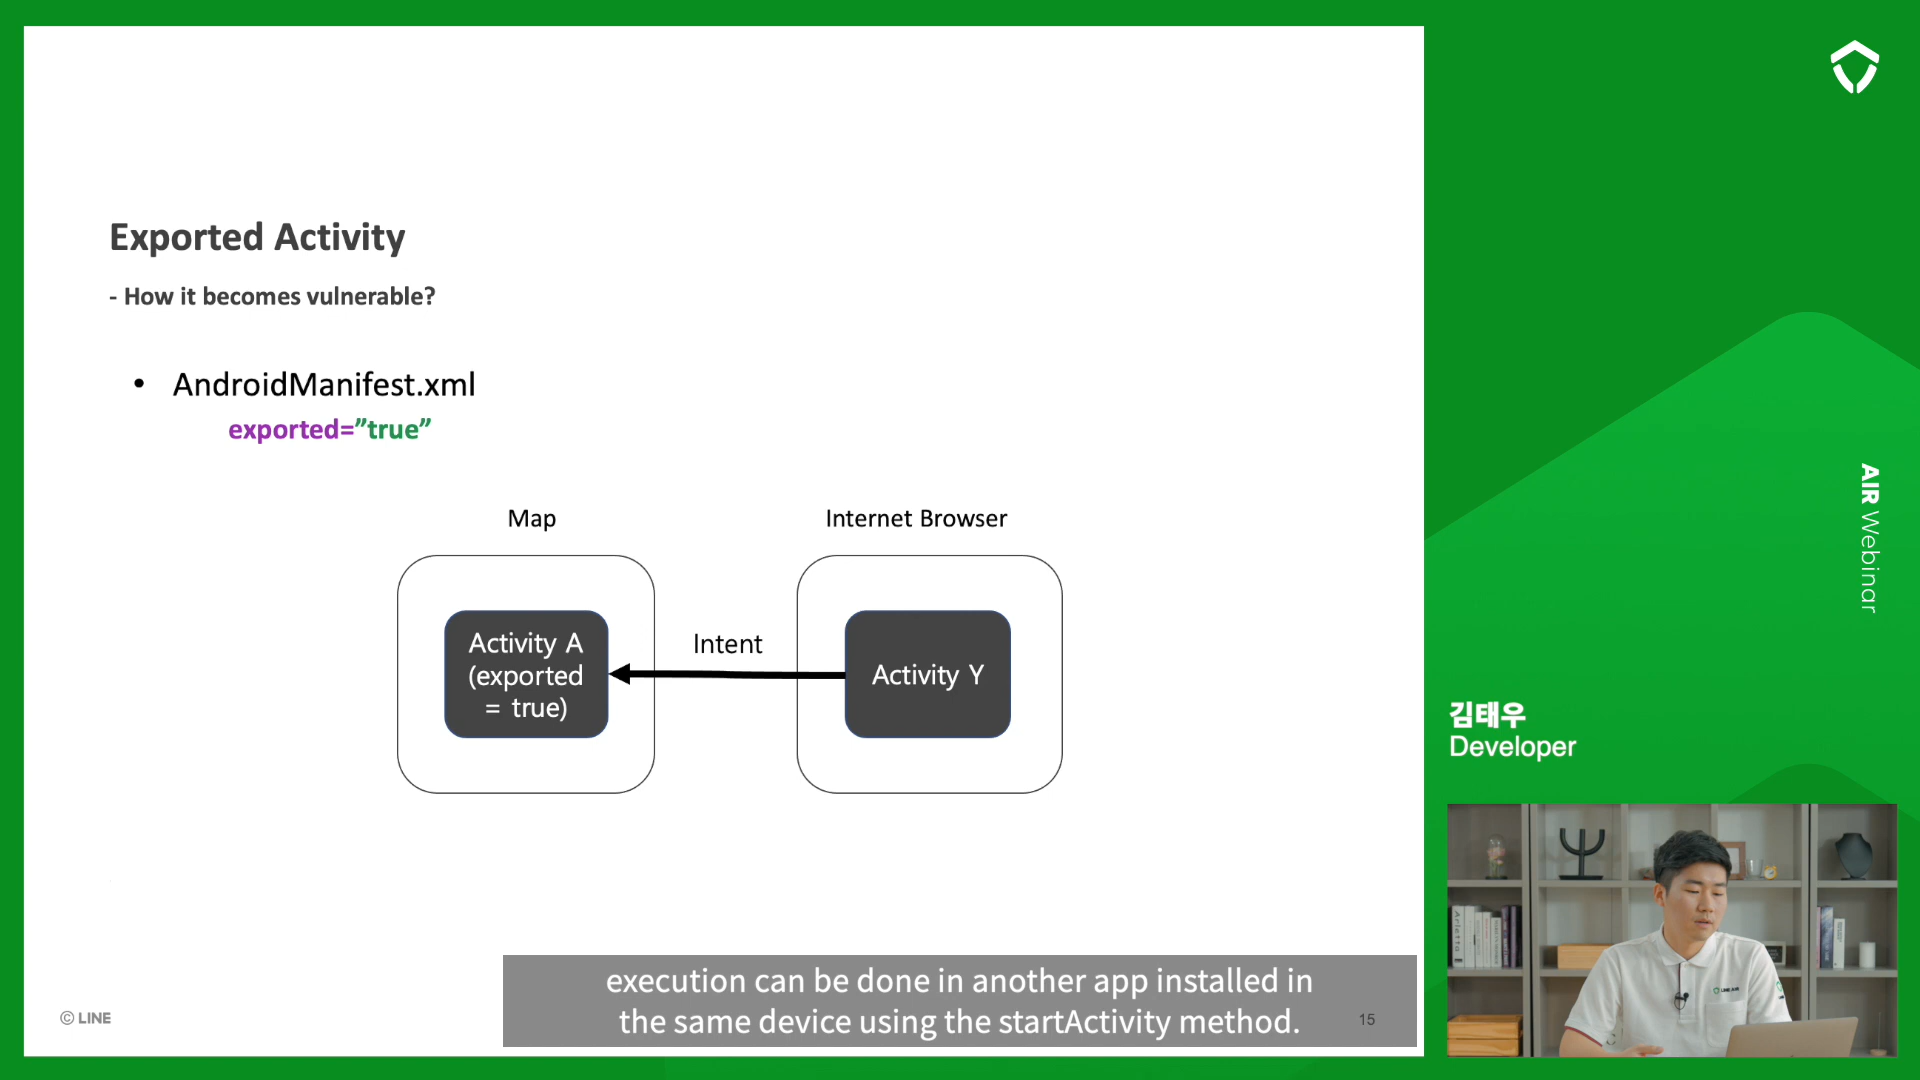 Exported Activity
- How it becomes vulnerable?
• AndroidManifest.xml
exported=”true”
Map
Internet Browser
Activity A
(exported
= true)
Intent
Activity Y
execution can be done in another app installed in
the same device using the startActivity method.
© LINE
15
AIR Webinar
김태우
Developer
Arletta